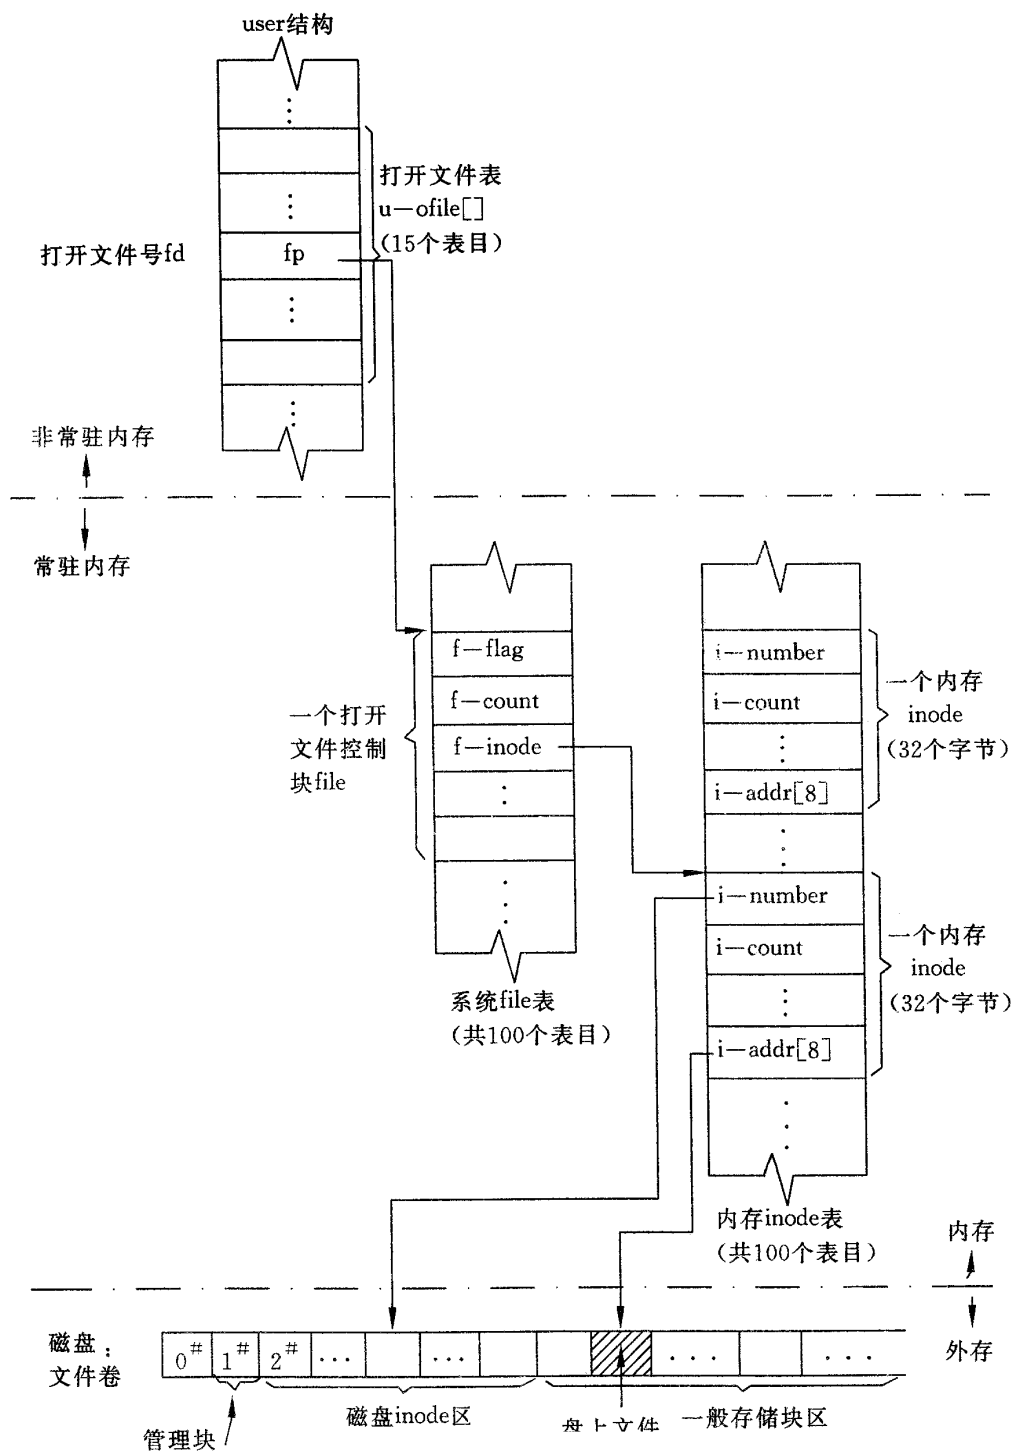 user结构
打开文件表
u—ofile[]
(15个表目)
打开文件号fd
fp
非常驻内存
常驻内存
f—flag
f—count
f—inode
一个打开
文件控制
块file
系统file表
(共100个表目)
i—number
i—count
i—addr[8]
一个内存
inode
(32个字节)
i—number
i—count
i—addr[8]
一个内存
inode
(32个字节)
内存inode表
(共100个表目)
内存
外存
磁盘:
文件卷
0# 1# 2# ... ... ... ...
管理块
磁盘inode区
盘上文件
一般存储块区